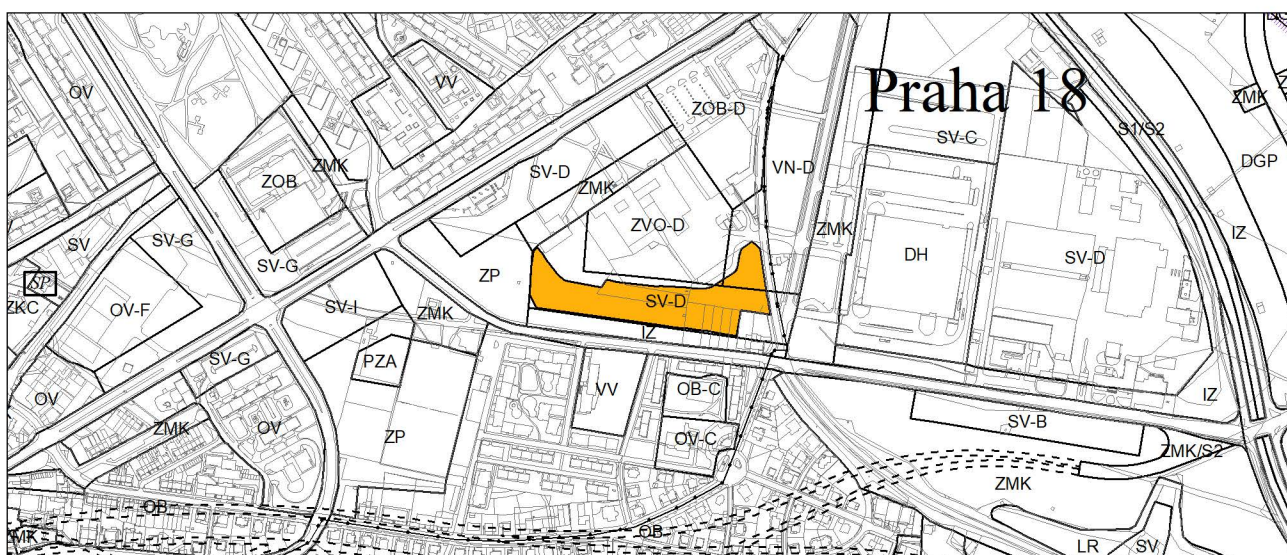 Praha 18
OV
VV
ZOB-D
ZMK
S1/S2
SV-C
DGP
ZOB
ZMK
SV-D
ZMK
VN-D
ZVO-D
ZMK
DH
SV-D
IZ
SV
SV-G
SV-G
ZP
SP
ZKC
OV-F
SV-I
ZMK
SV-D
IZ
SV-G
PZA
VV
OB-C
IZ
OV
ZMK
OV
ZP
OV-C
SV-B
ZMK/S2
ZMK
OB
OB
LR
SV